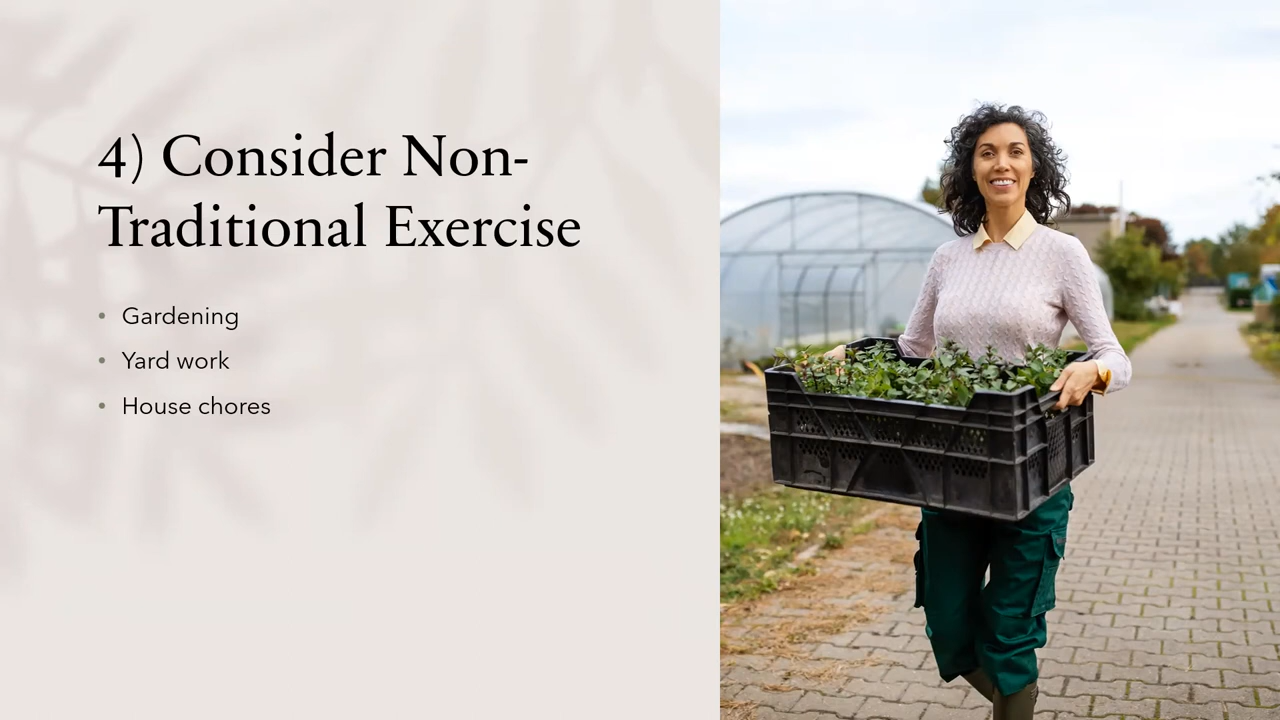 4) Consider Non-
Traditional Exercise
• Gardening
• Yard work
• House chores